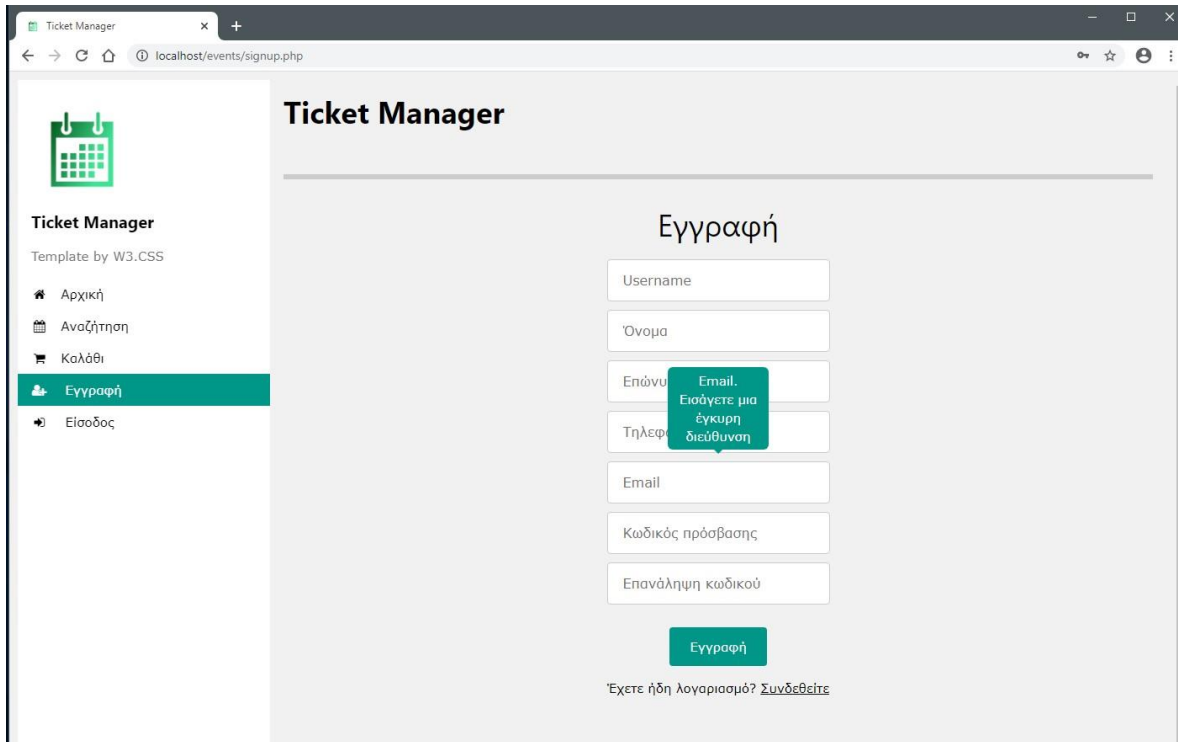 Ticket Manager
localhost/events/signup.php
Ticket Manager
Template by W3.CSS
Αρχική
Αναζήτηση
Καλάθι
Εγγραφή
Είσοδος
Ticket Manager
Εγγραφή
Username
Όνομα
Επώνυ
Τηλεφ
Email.
Εισάγετε μια
έγκυρη
διεύθυνση
Email
Κωδικός πρόσβασης
Επανάληψη κωδικού
Εγγραφή
Έχετε ήδη λογαριασμό? Συνδεθείτε